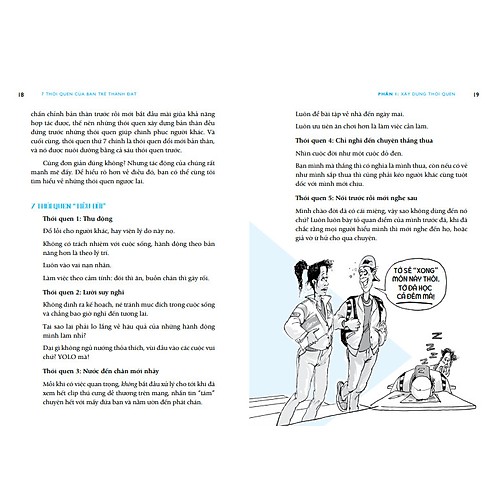 18
7 THÓI QUEN CỦA BẠN TRẺ THÀNH ĐẠT
chấn chỉnh bản thân trước rồi mới bắt đầu mài giũa khả năng
hợp tác được, thế nên những thói quen xây dựng bản thân đều
đứng trước những thói quen giúp chinh phục người khác. Và
cuối cùng, thói quen thứ 7 chính là thói quen đổi mới bản thân,
và nó được nuôi dưỡng bằng cả sáu thói quen trước.
Cũng đơn giản đúng không? Nhưng tác động của chúng rất
mạnh mẽ đấy. Để hiểu rõ hơn về điều đó, bạn có thể cùng tôi
tìm hiểu về những thói quen ngược lại.
7 THÓI QUEN "TIÊU ĐỜI"
Thói quen 1: Thụ động
Đổ lỗi cho người khác, hay viện lý do này nọ.
Không có trách nhiệm với cuộc sống, hành động theo bản
năng hơn là theo lý trí.
Luôn vào vai nạn nhân.
Làm việc theo cảm tính: đói thì ăn, buồn chán thì gây rối.
Thói quen 2: Lười suy nghĩ
Không định ra kế hoạch, né tránh mục đích trong cuộc sống
và chẳng bao giờ nghĩ đến tương lai.
Tại sao lại phải lo lắng về hậu quả của những hành động
mình làm nhỉ?
Dại gì không ngủ nướng thỏa thích, vùi đầu vào các cuộc vui
chứ? YOLO mà!
Thói quen 3: Nước đến chân mới nhảy
Mỗi khi có việc quan trọng, không bắt đầu xử lý cho tới khi đã
xem hết clip thú cưng dễ thương trên mạng, nhắn tin "tám"
chuyện hết với mấy đứa bạn và nằm ườn đến phát chán.
PHẦN 1: XÂY DỰNG THÓI QUEN
19
Luôn để bài tập về nhà đến ngày mai.
Luôn ưu tiên ăn chơi hơn là làm việc cần làm.
Thói quen 4: Chỉ nghĩ đến chuyện thắng thua
Nhìn cuộc đời như một cuộc đỏ đen.
Bạn mình mà thắng thì có nghĩa là mình thua, còn nếu có vẻ
như mình sắp thua thì cũng phải kéo người khác cùng tuột
dốc với mình mới chịu.
Thói quen 5: Nói trước rồi mới nghe sau
Mình chào đời đã có cái miệng, vậy sao không dùng đến nó
chứ? Luôn luôn bày tỏ quan điểm của mình trước, đến khi đã
chắc rằng mọi người hiểu mình thì mới nghe đến họ, hoặc
giả vờ ừ hử cho qua chuyện.
TỚ SẼ "XONG"
MÔN NÀY THÔI.
TỚ ĐÃ HỌC
CẢ ĐÊM MÀ!
Z
Z
Z